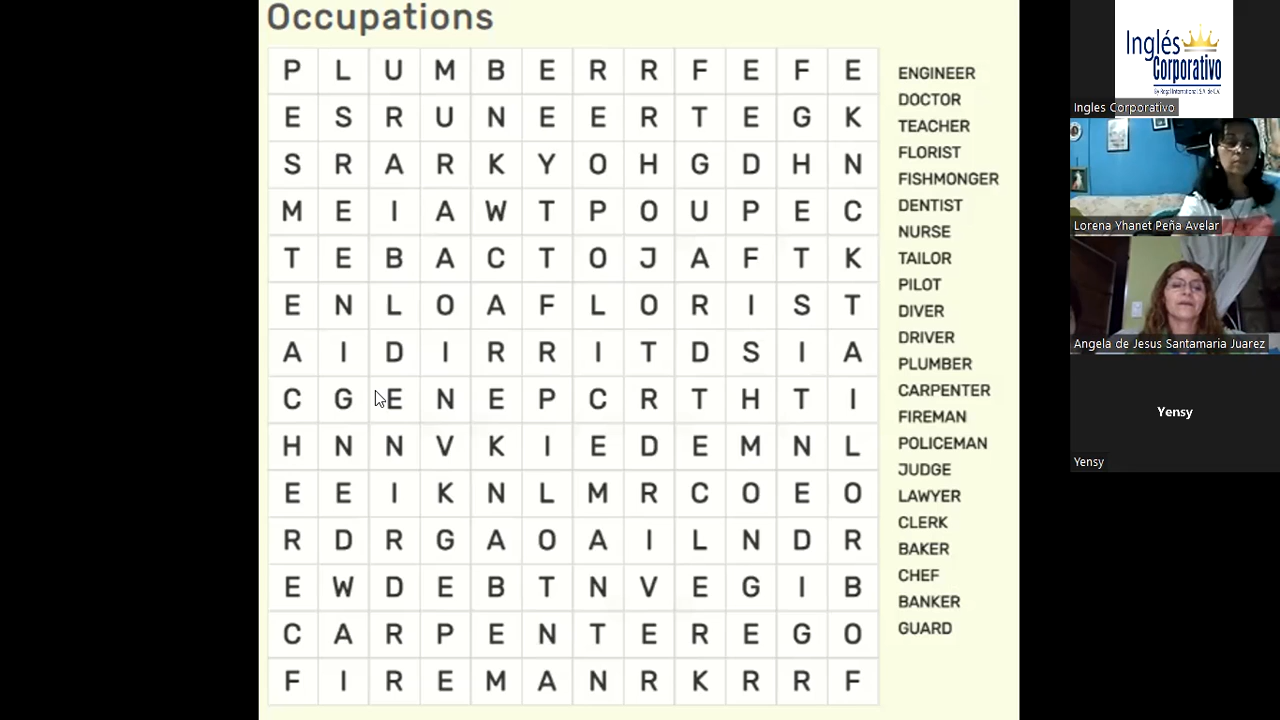 Occupations
P L U M B E R R F E F E
E S R U N E E R T E G K
S R A R K Y O H G D H N
M E I A W T P O U P E C
T E B A C T O J A F T K
E N L O A F L O R I S T
A I D I R R I T D S I A
C G E N E P C R T H T I
H N N V K I E D E M N L
E E I K N L M R C O E O
R D R G A O A I L N D R
E W D E B T N V E G I B
C A R P E N T E R E G O
F I R E M A N R K R R F
ENGINEER
DOCTOR
TEACHER
FLORIST
FISHMONGER
DENTIST
NURSE
TAILOR
PILOT
DIVER
DRIVER
PLUMBER
CARPENTER
FIREMAN
POLICEMAN
JUDGE
LAWYER
CLERK
BAKER
CHEF
BANKER
GUARD
Inglés
Corporativo
Ingles Corporativo
Lorena Yhanet Peña Avelar
Angela de Jesus Santamaria Juarez
Yensy
Yensy